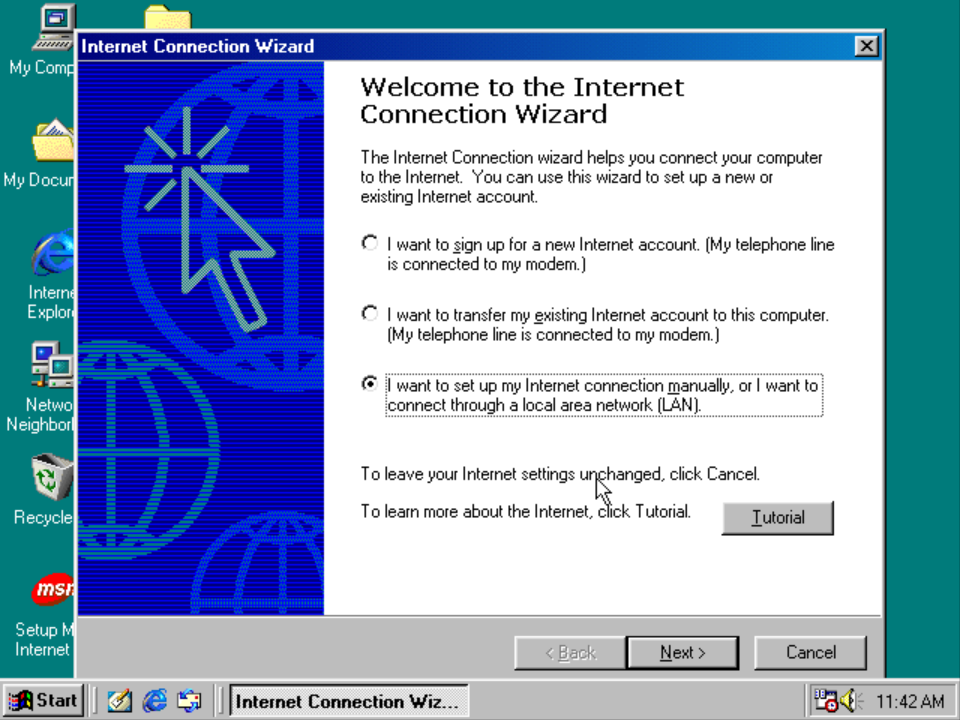 Internet Connection Wizard
My Comp
My Docum
Interne
Explor
Netwo
Neighborh
Recycle
msn
Setup M
Internet
Welcome to the Internet
Connection Wizard
The Internet Connection wizard helps you connect your computer
to the Internet. You can use this wizard to set up a new or
existing Internet account.
I want to sign up for a new Internet account. (My telephone line
is connected to my modem.)
I want to transfer my existing Internet account to this computer.
(My telephone line is connected to my modem.)
I want to set up my Internet connection manually, or I want to
connect through a local area network (LAN).
To leave your Internet settings unchanged, click Cancel.
To learn more about the Internet, click Tutorial.
Tutorial
< Back
Next >
Cancel
Start
Internet Connection Wiz...
11:42 AM